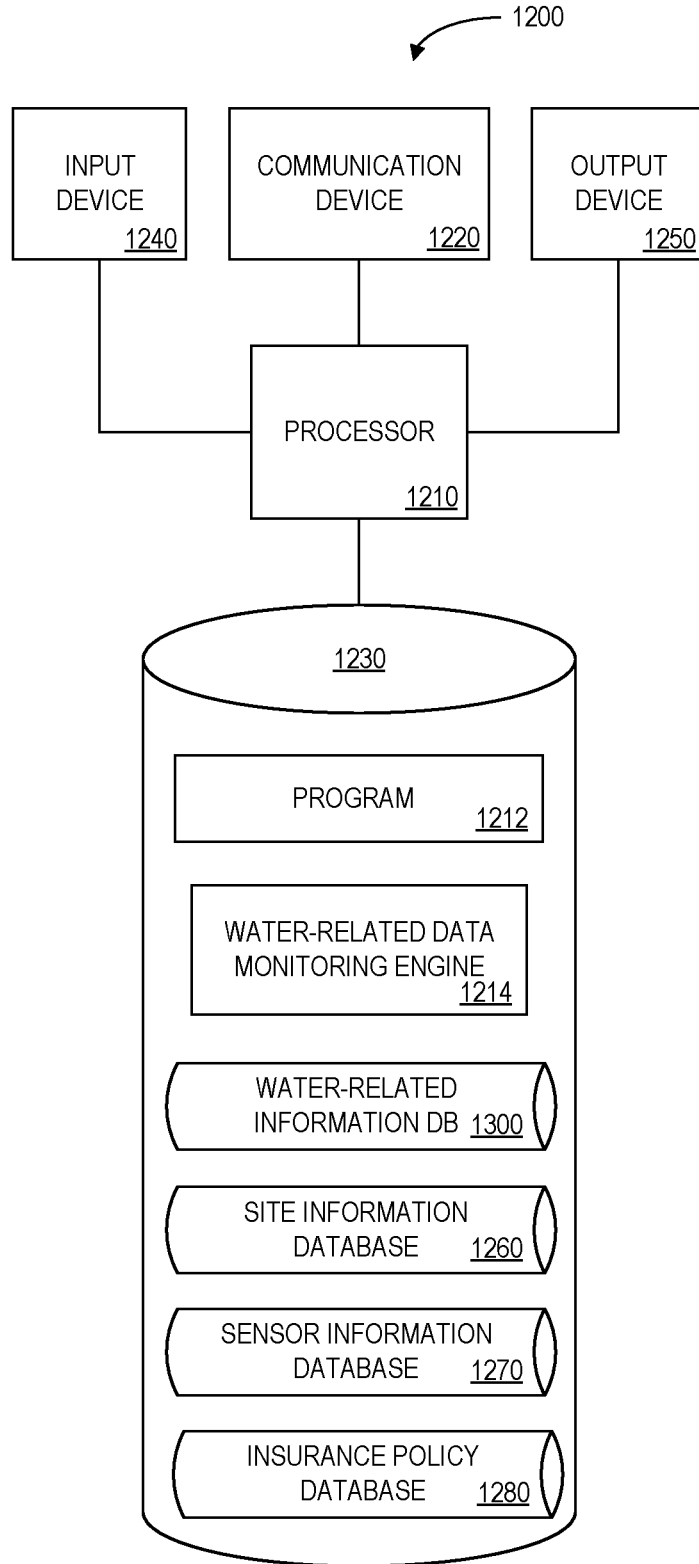 1200
INPUT
DEVICE
1240
COMMUNICATION
DEVICE
1220
OUTPUT
DEVICE
1250
PROCESSOR
1210
1230
PROGRAM
1212
WATER-RELATED DATA
MONITORING ENGINE
1214
WATER-RELATED
INFORMATION DB
1300
SITE INFORMATION
DATABASE
1260
SENSOR INFORMATION
DATABASE
1270
INSURANCE POLICY
DATABASE
1280